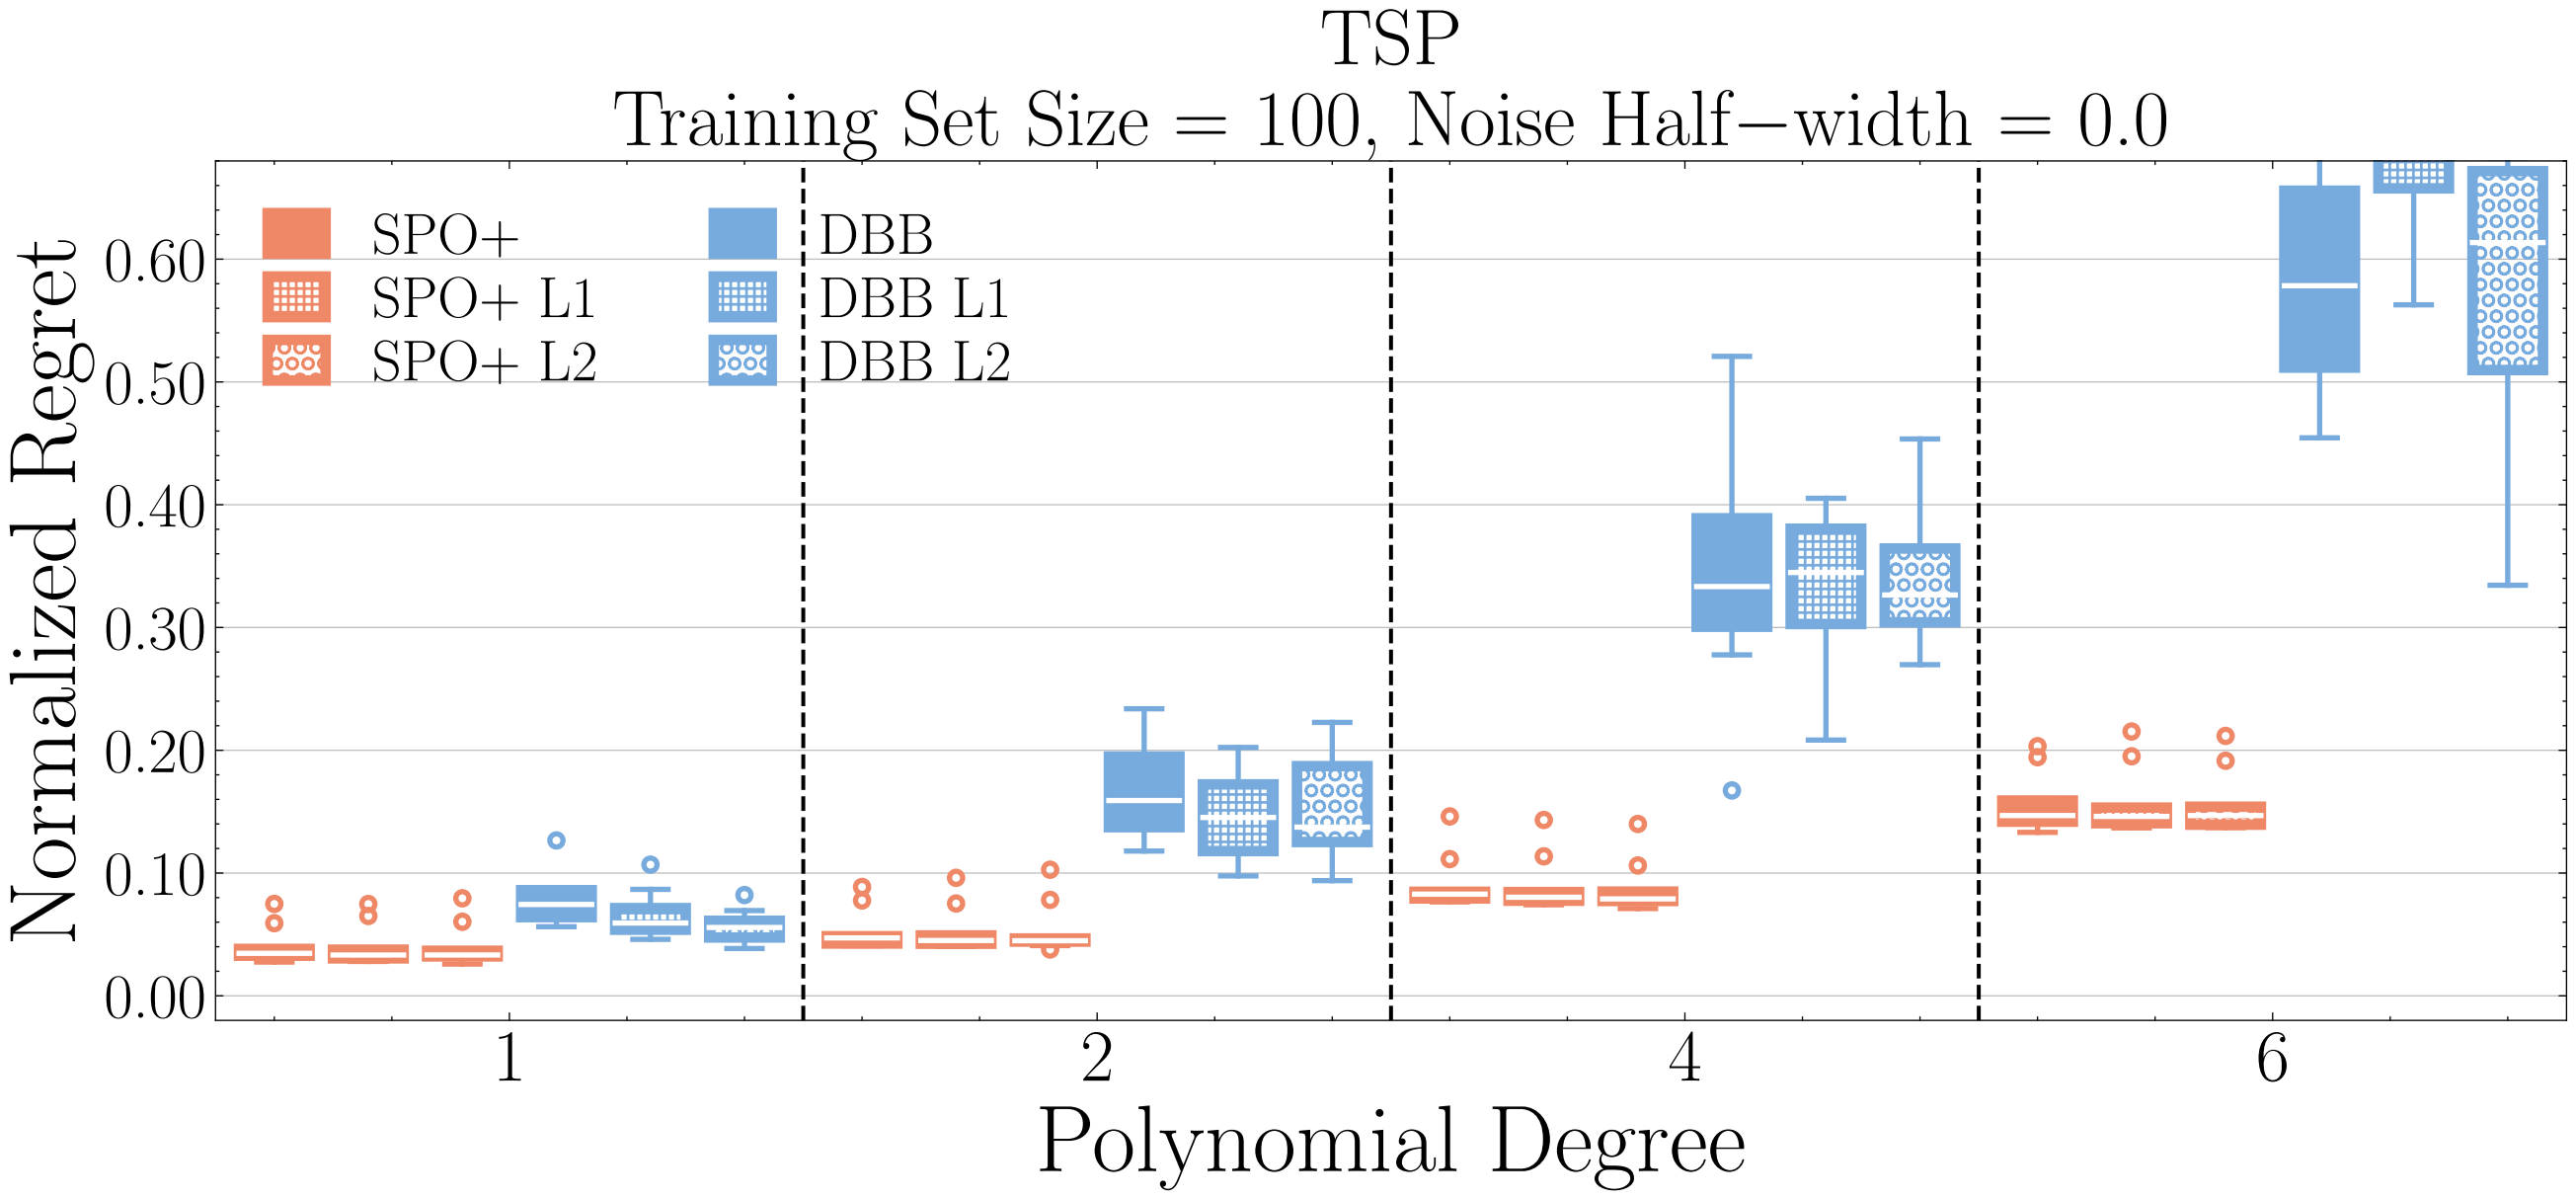 TSP
Training Set Size = 100, Noise Half−width = 0.0
Normalized Regret
0.60
0.50
0.40
0.30
0.20
0.10
0.00
SPO+
SPO+ L1
SPO+ L2
DBB
DBB L1
DBB L2
1
2
4
6
Polynomial Degree